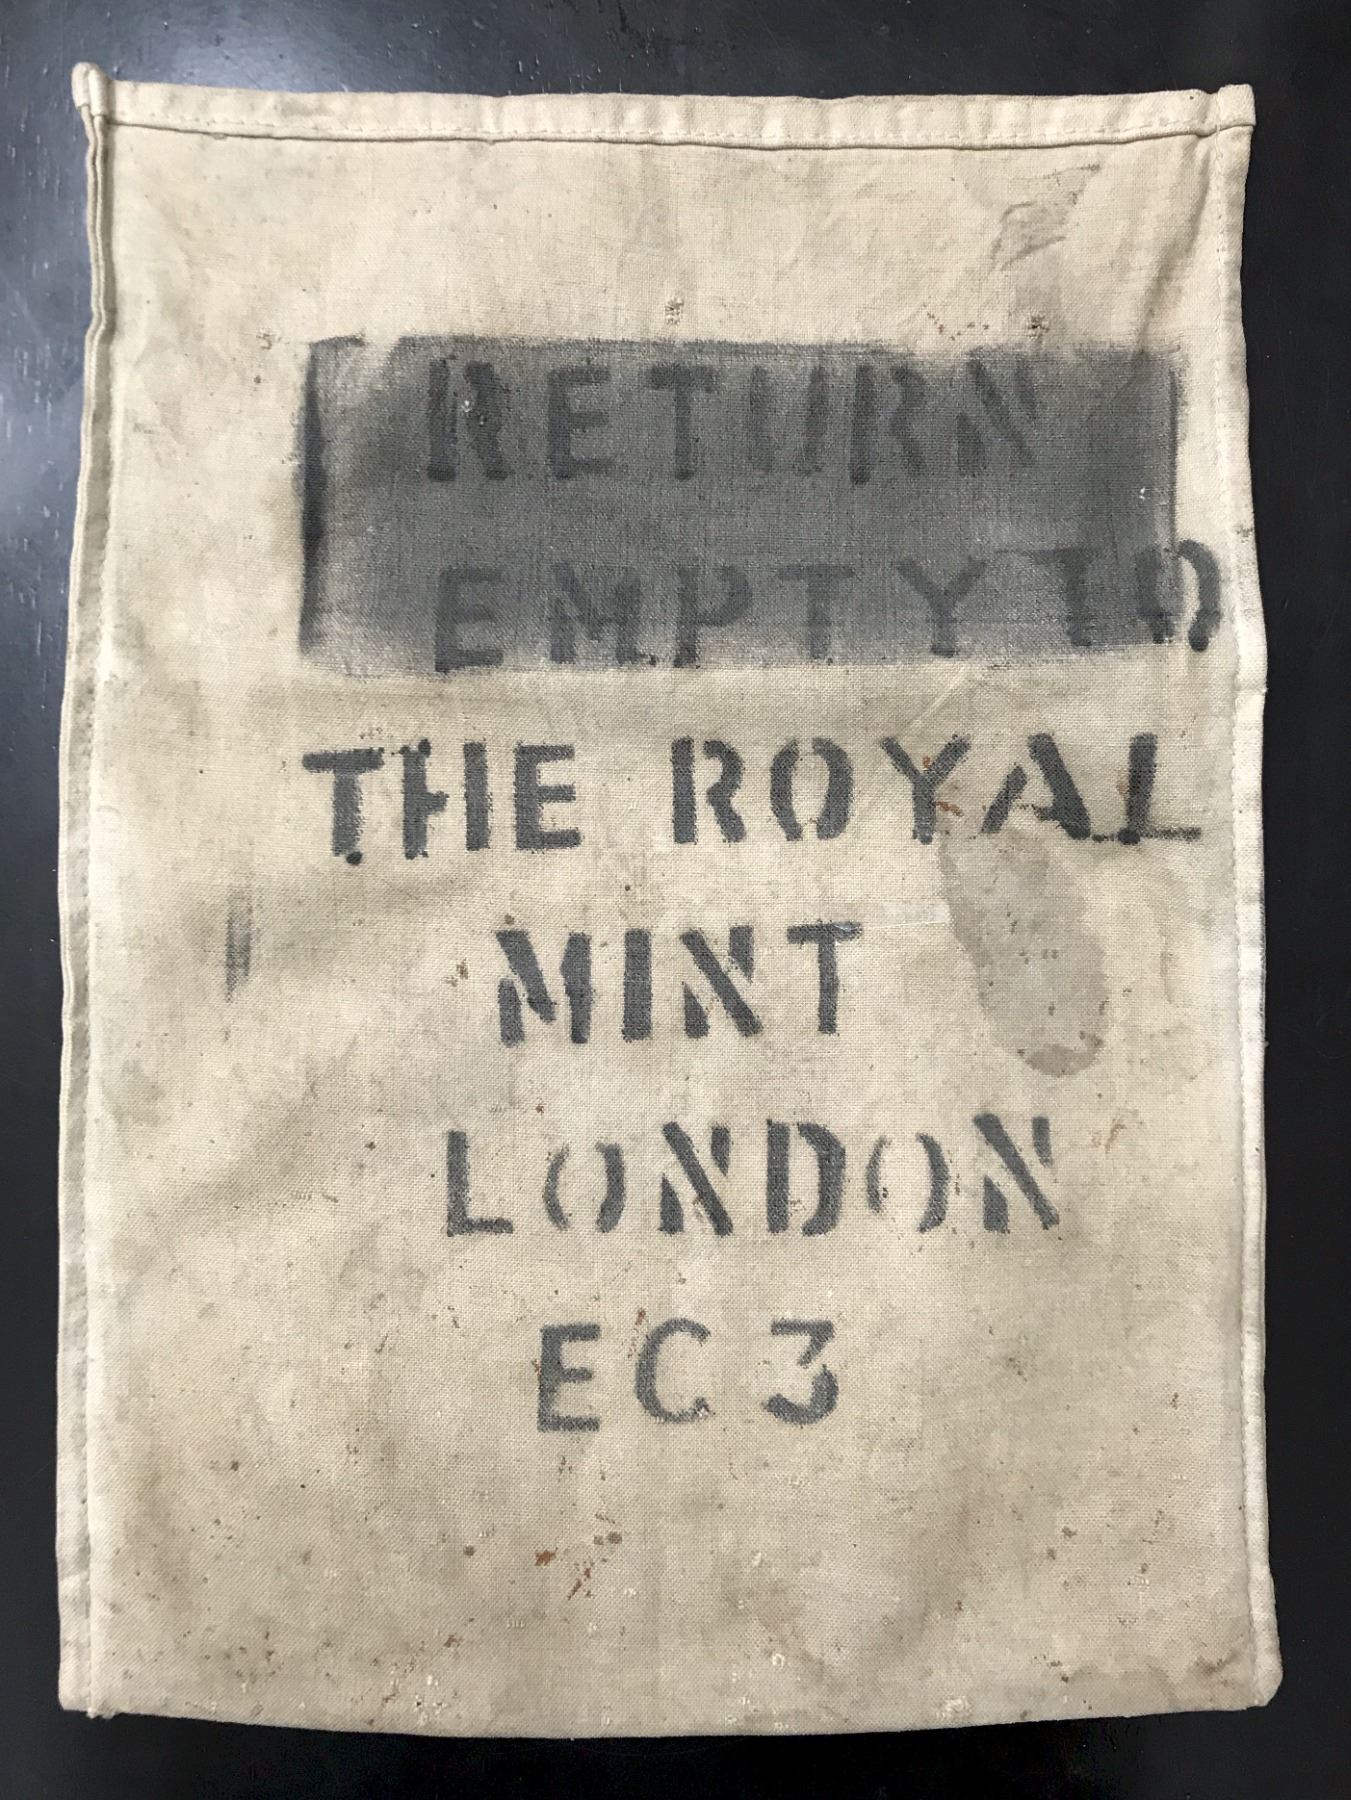 RETURN
EMPTY TO
THE ROYAL
MINT
LONDON
EC3